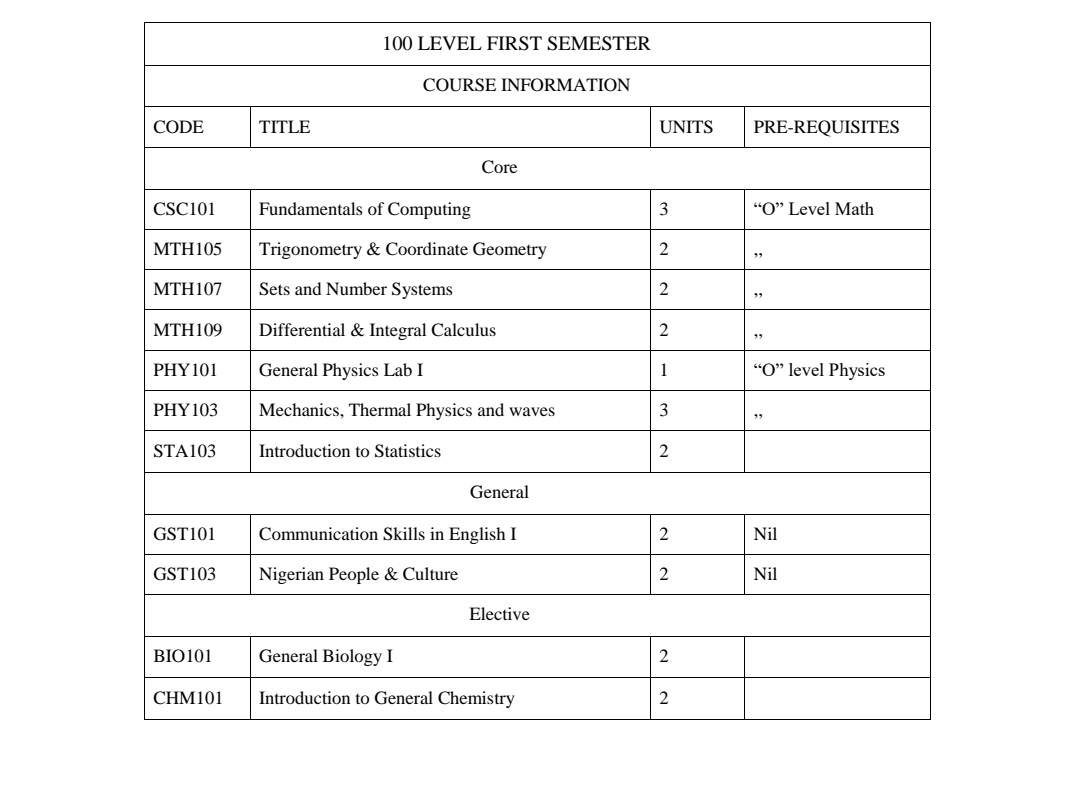 100 LEVEL FIRST SEMESTER
COURSE INFORMATION
CODE TITLE UNITS PRE-REQUISITES
Core
CSC101 Fundamentals of Computing 3 “O” Level Math
MTH105 Trigonometry & Coordinate Geometry 2 ,,
MTH107 Sets and Number Systems 2 ,,
MTH109 Differential & Integral Calculus 2 ,,
PHY101 General Physics Lab I 1 “O” level Physics
PHY103 Mechanics, Thermal Physics and waves 3 ,,
STA103 Introduction to Statistics 2
General
GST101 Communication Skills in English I 2 Nil
GST103 Nigerian People & Culture 2 Nil
Elective
BIO101 General Biology I 2
CHM101 Introduction to General Chemistry 2